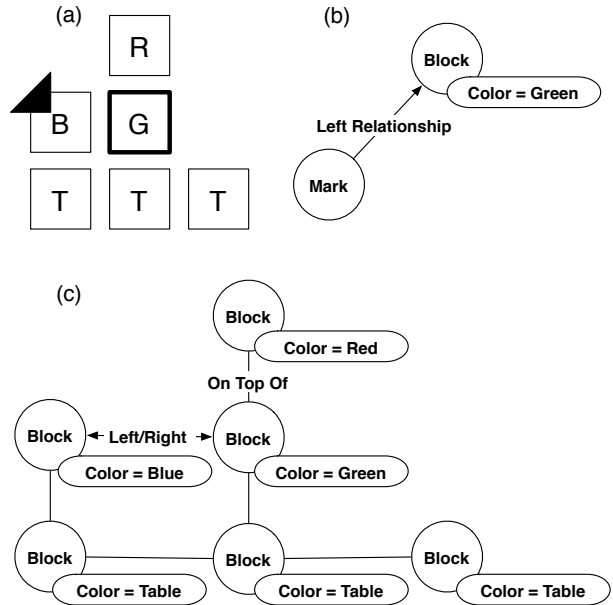 (a)
R
B G
T T T
(b)
Block
Color = Green
Left Relationship
Mark
(c)
Block
Color = Red
On Top Of
Block Left/Right Block
Color = Blue Color = Green
Block Block Block
Color = Table Color = Table Color = Table